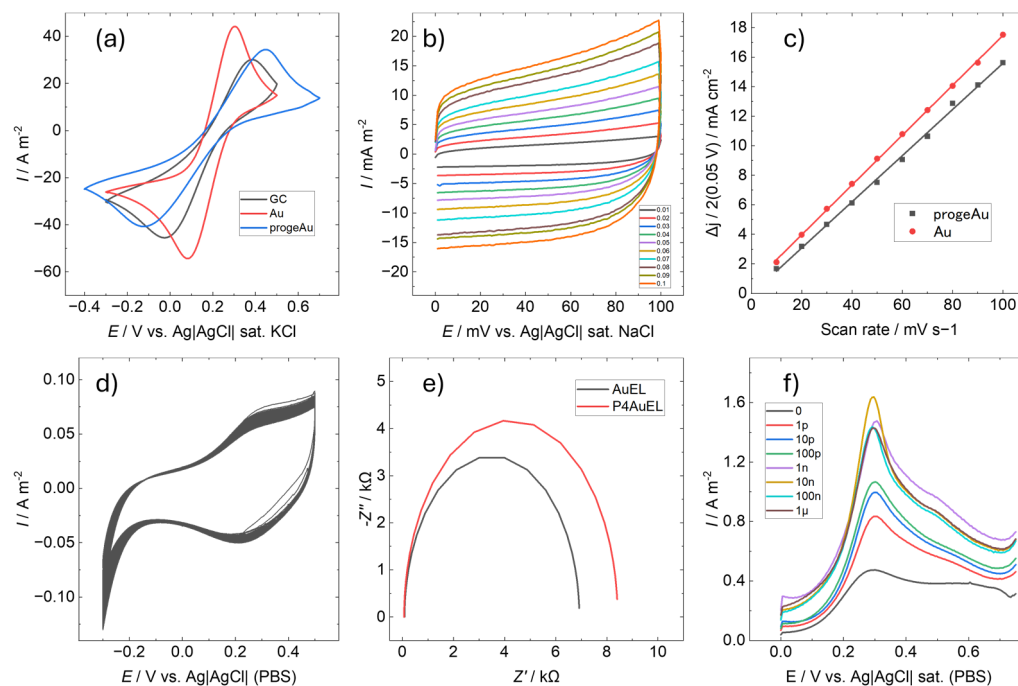 (a)
I / A m-2
40
20
0
−20
−40
−60
GC
Au
progeAu
−0.4
−0.2
0.0
0.2
0.4
0.6
E / V vs. Ag|AgCl| sat. KCl
b)
I / mA m-2
20
15
10
5
0
−5
−10
−15
−20
0.01
0.02
0.03
0.04
0.05
0.06
0.07
0.08
0.09
0.1
0
20
40
60
80
100
E / mV vs. Ag|AgCl| sat. NaCl
c)
Δj / 2(0.05 V) / mA cm-2
18
16
14
12
10
8
6
4
2
0
progeAu
Au
0
20
40
60
80
100
Scan rate / mV s−1
d)
I / A m-2
0.10
0.05
0.00
−0.05
−0.10
−0.2
0.0
0.2
0.4
E / V vs. Ag|AgCl| (PBS)
e)
-Z'' / kΩ
5
4
3
2
1
0
AuEL
P4AuEL
0
2
4
6
8
10
Z' / kΩ
f)
I / A m-2
1.6
1.2
0.8
0.4
0.0
0
1p
10p
100p
1n
10n
100n
1µ
0.0
0.2
0.4
0.6
E / V vs. Ag|AgCl| sat. (PBS)